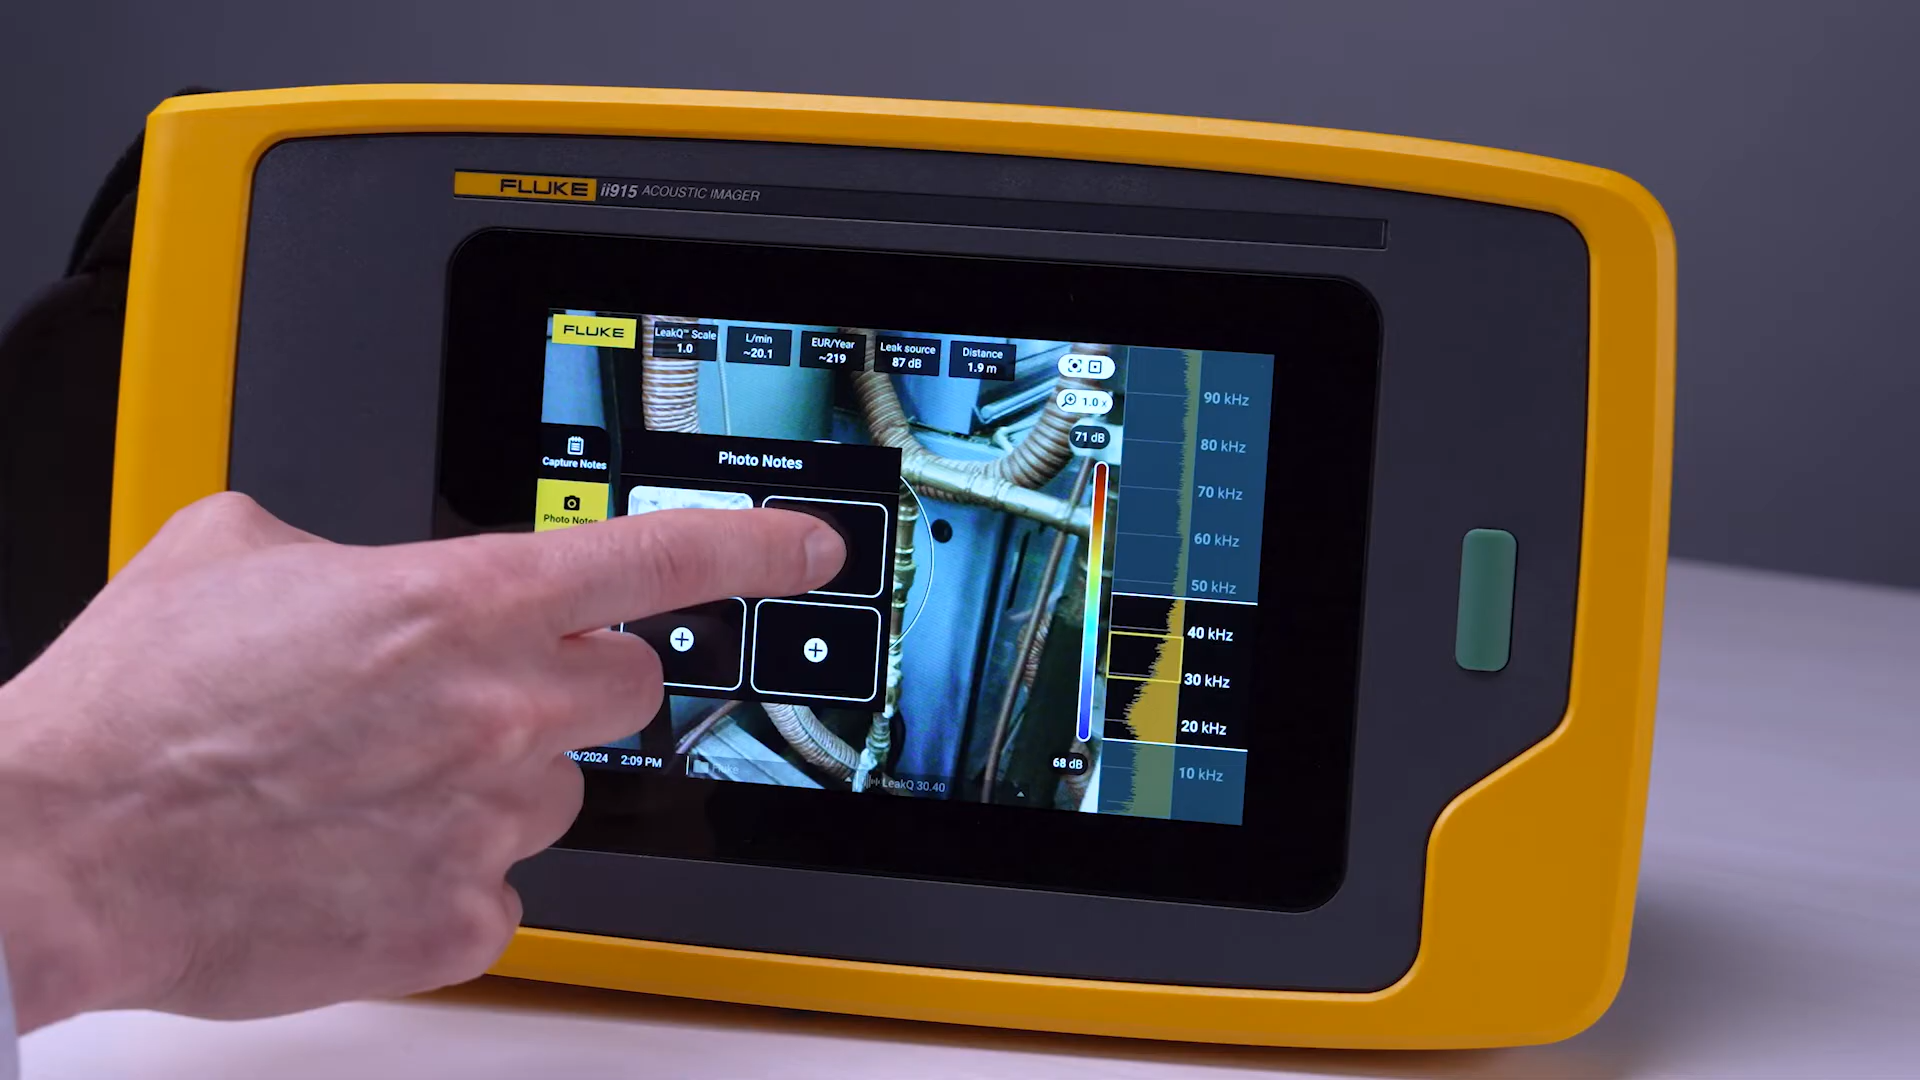 FLUKE ii915 ACOUSTIC IMAGER
FLUKE
LeakQ™ Scale
1.0
L/min
~20.1
EUR/Year
~219
Leak source
87 dB
Distance
1.9 m
1.0 x
71 dB
90 kHz
80 kHz
70 kHz
60 kHz
50 kHz
40 kHz
30 kHz
20 kHz
10 kHz
Capture Notes
Photo Notes
Photo Notes
68 dB
06/2024 2:09 PM
Fluke
LeakQ 30.40